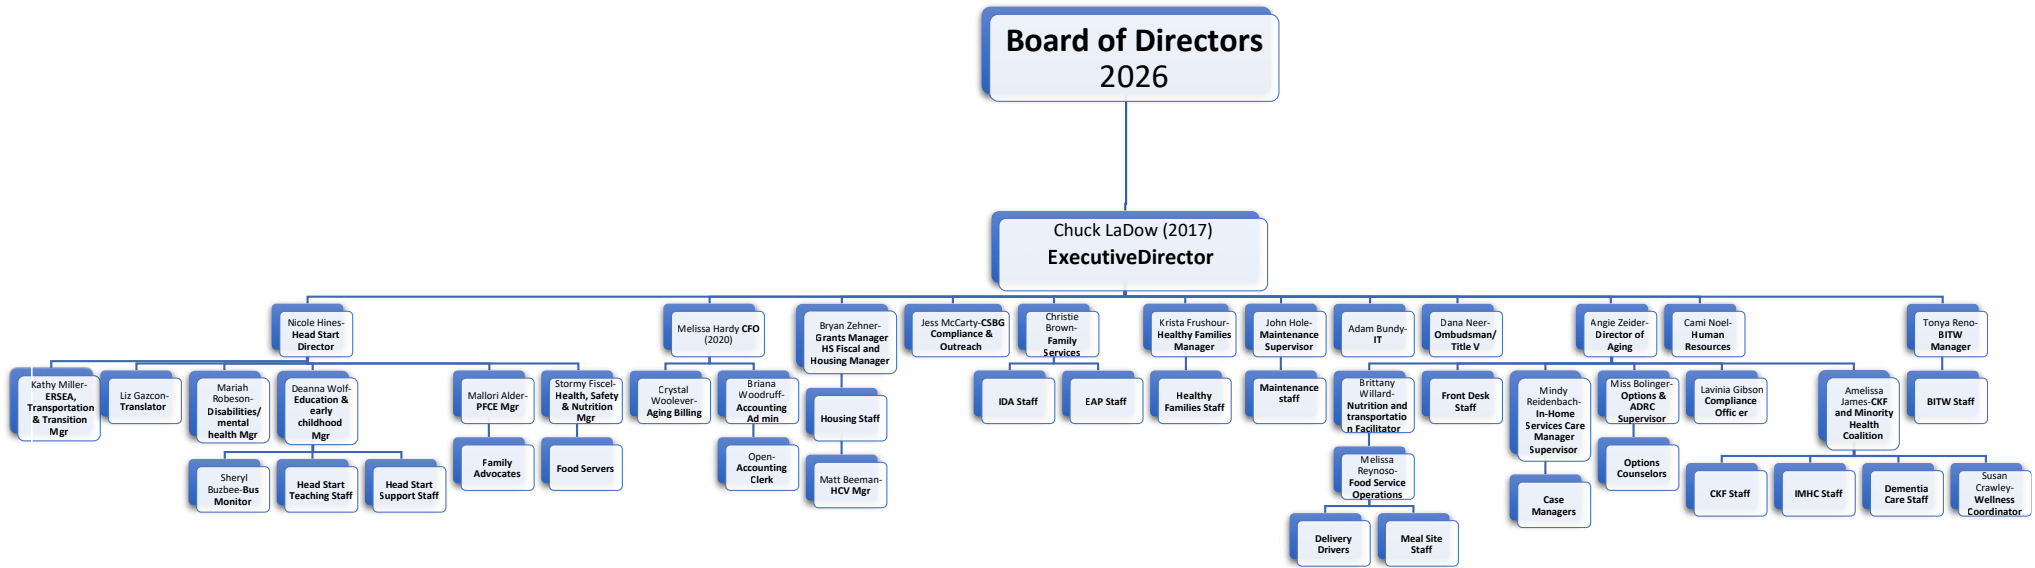 Board of Directors
2026
Chuck LaDow (2017)
ExecutiveDirector
Nicole Hines-
Head Start
Director
Melissa Hardy CFO
(2020)
Bryan Zehner-
Grants Manager
HS Fiscal and
Housing Manager
Jess McCarty-CSBG
Compliance &
Outreach
Christie
Brown-
Family
Services
Krista Frushour-
Healthy Families
Manager
John Hole-
Maintenance
Supervisor
Adam Bundy-
IT
Dana Neer-
Ombudsman/
Title V
Angie Zeider-
Director of
Aging
Cami Noel-
Human
Resources
Tonya Reno-
BITW
Manager
Kathy Miller-
ERSEA,
Transportation
& Transition
Mgr
Liz Gazcon-
Translator
Mariah
Robeson-
Disabilities/
mental
health Mgr
Deanna Wolf-
Education &
early
childhood
Mgr
Mallori Alder-
PFCE Mgr
Stormy Fiscel-
Health, Safety
& Nutrition
Mgr
Crystal
Woolever-
Aging Billing
Briana
Woodruff-
Accounting
Ad min
Housing Staff
IDA Staff
EAP Staff
Healthy
Families Staff
Maintenance
staff
Brittany
Willard-
Nutrition and
transportatio
n Facilitator
Front Desk
Staff
Mindy
Reidenbach-
In-Home
Services Care
Manager
Supervisor
Miss Bolinger-
Options &
ADRC
Supervisor
Lavinia Gibson
Compliance
Offic er
Amelissa
James-CKF
and Minority
Health
Coalition
BITW Staff
Sheryl
Buzbee-Bus
Monitor
Head Start
Teaching Staff
Head Start
Support Staff
Family
Advocates
Food Servers
Open-
Accounting
Clerk
Matt Beeman-
HCV Mgr
Melissa
Reynoso-
Food Service
Operations
Case
Managers
Options
Counselors
CKF Staff
IMHC Staff
Dementia
Care Staff
Susan
Crawley-
Wellness
Coordinator
Delivery
Drivers
Meal Site
Staff